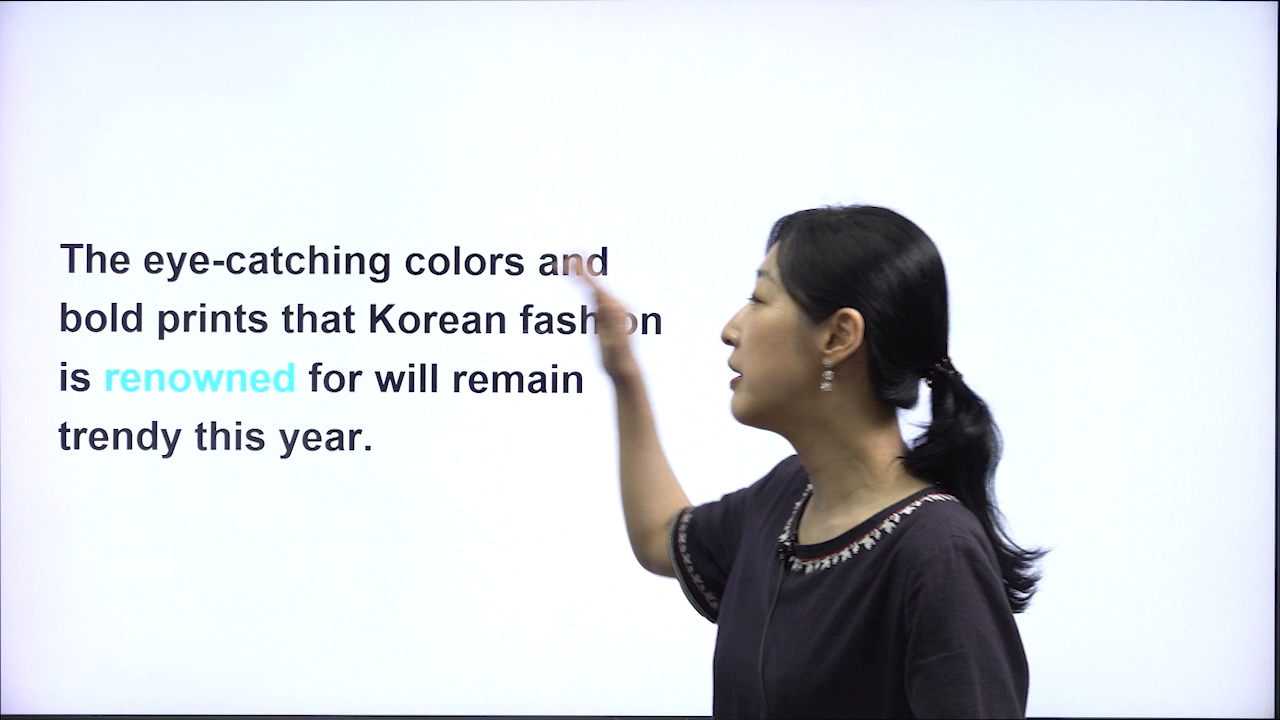 The eye-catching colors and
bold prints that Korean fashion
is renowned for will remain
trendy this year.